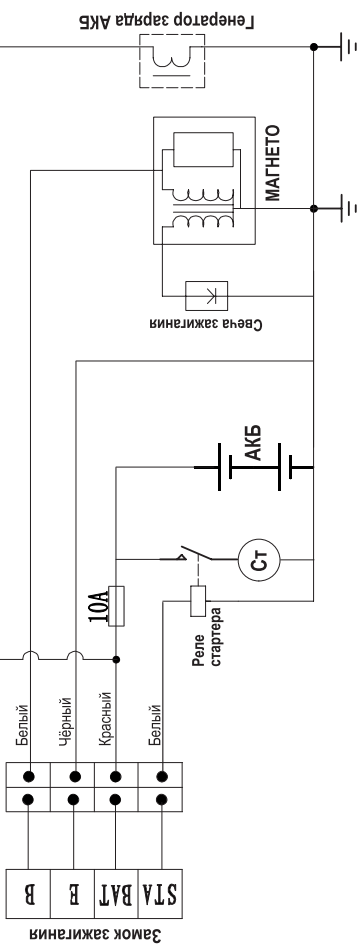 Генератор заряда АКБ
МАГНЕТО
Свеча зажигания
АКБ
Ст
10А
Реле
стартера
Белый
Чёрный
Красный
Белый
B
E
BAT
STA
Замок зажигания